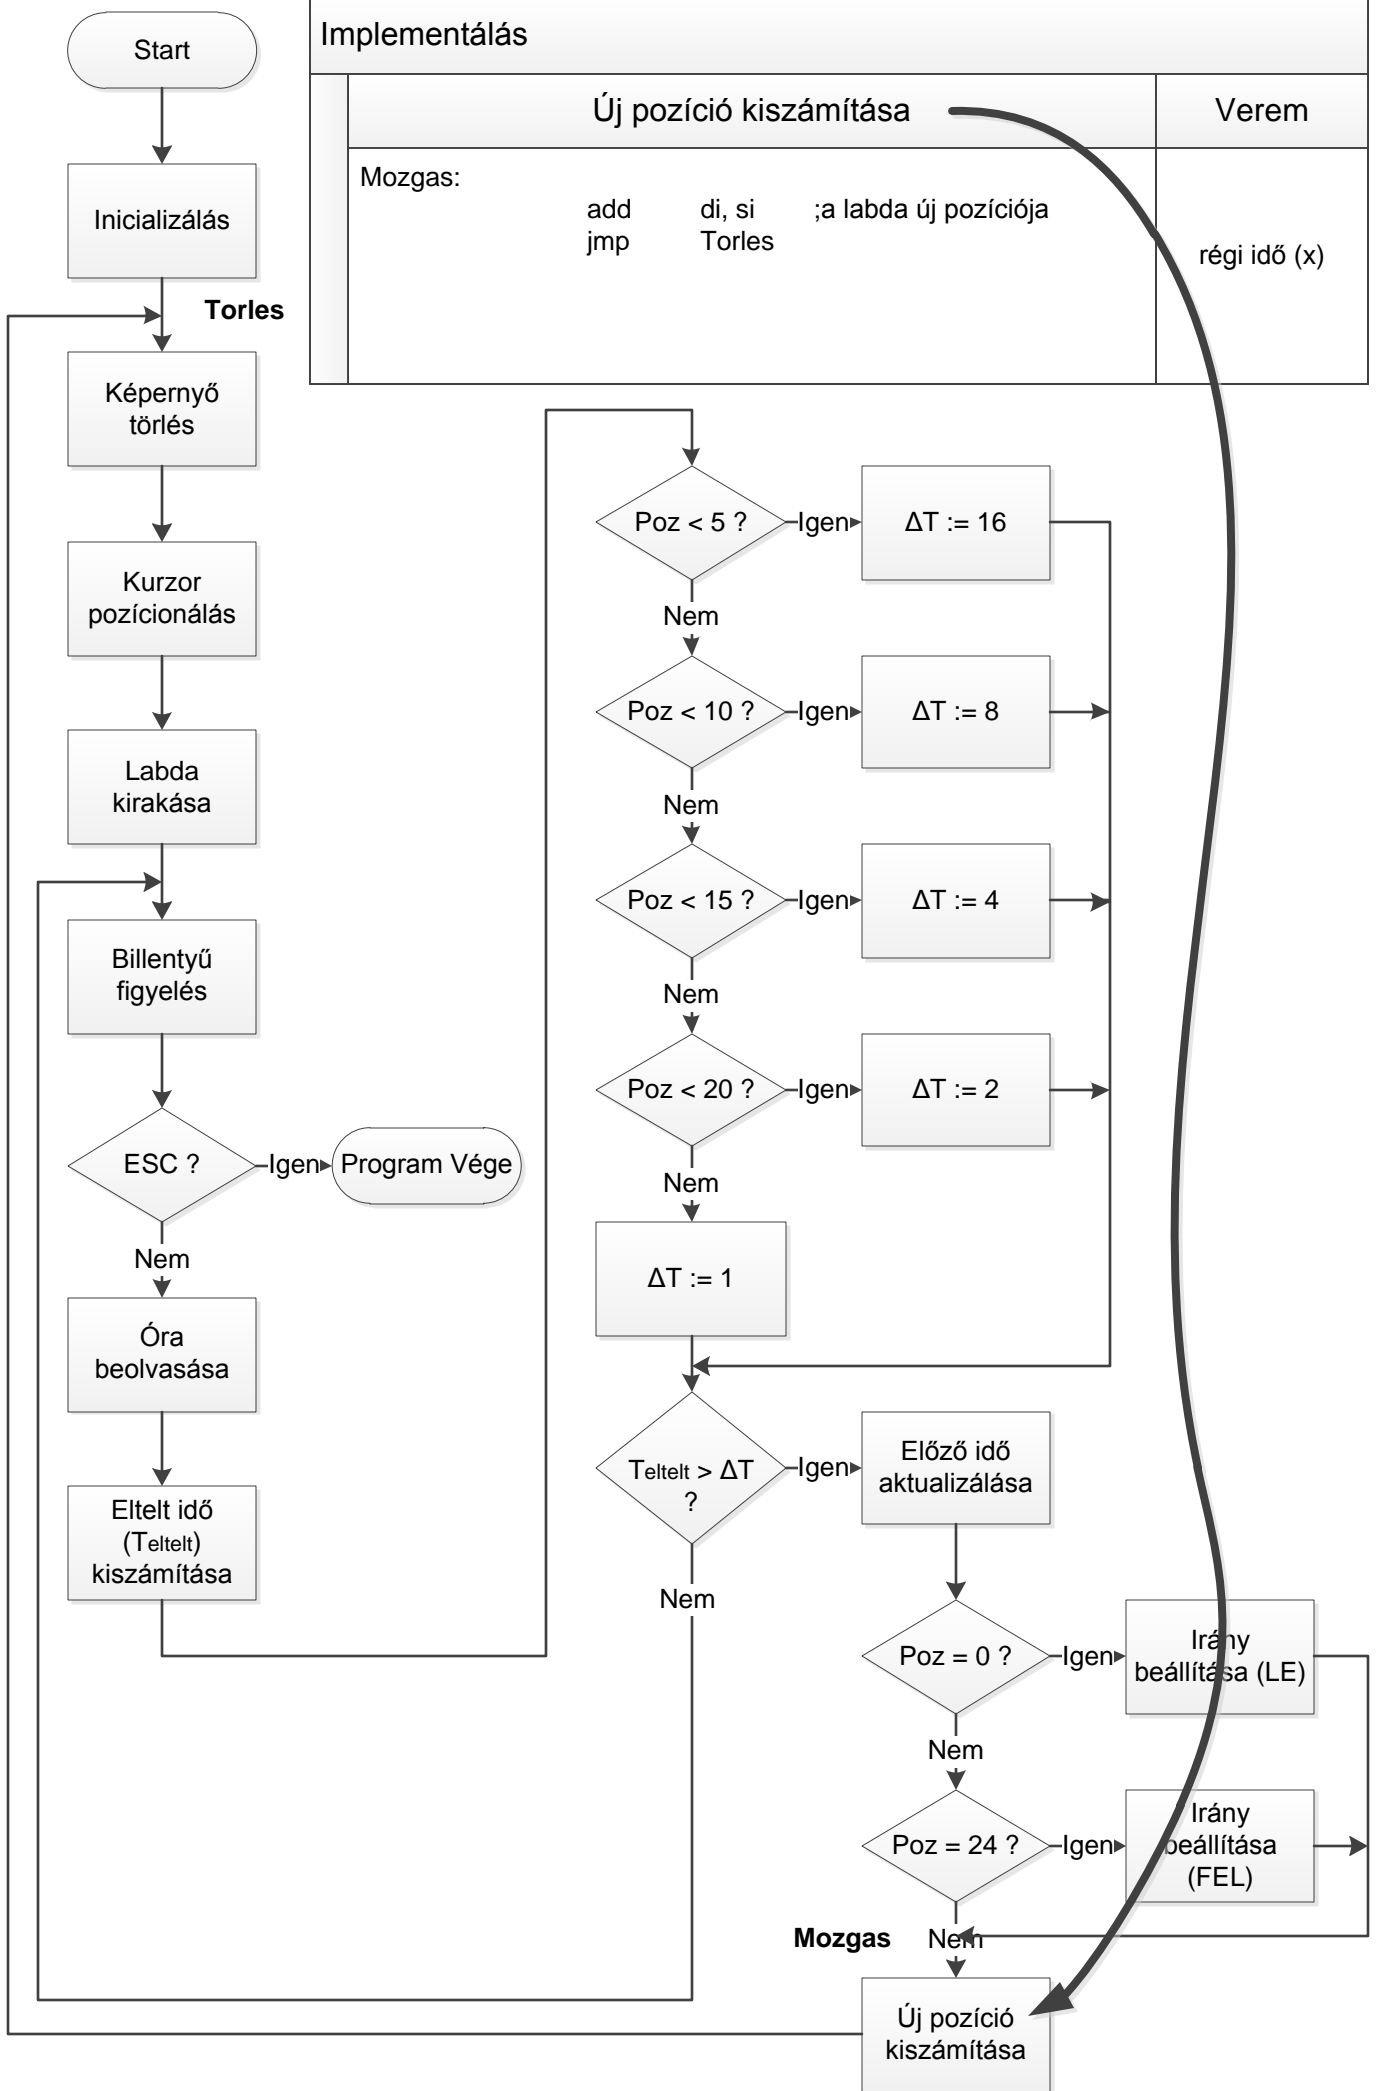 Start
Implementálás
Új pozíció kiszámítása
Verem
Mozgas:
add di, si ;a labda új pozíciója
jmp Torles
régi idő (x)
Inicializálás
Torles
Képernyő
törlés
Kurzor
pozícionálás
Labda
kirakása
Billentyű
figyelés
ESC ?
Igen
Program Vége
Nem
Óra
beolvasása
Eltelt idő
(Teltelt)
kiszámítása
Poz < 5 ?
Igen
ΔT := 16
Nem
Poz < 10 ?
Igen
ΔT := 8
Nem
Poz < 15 ?
Igen
ΔT := 4
Nem
Poz < 20 ?
Igen
ΔT := 2
Nem
ΔT := 1
Teltelt > ΔT
?
Igen
Előző idő
aktualizálása
Nem
Poz = 0 ?
Igen
Irány
beállítása (LE)
Nem
Poz = 24 ?
Igen
Irány
beállítása
(FEL)
Mozgas
Nem
Új pozíció
kiszámítása